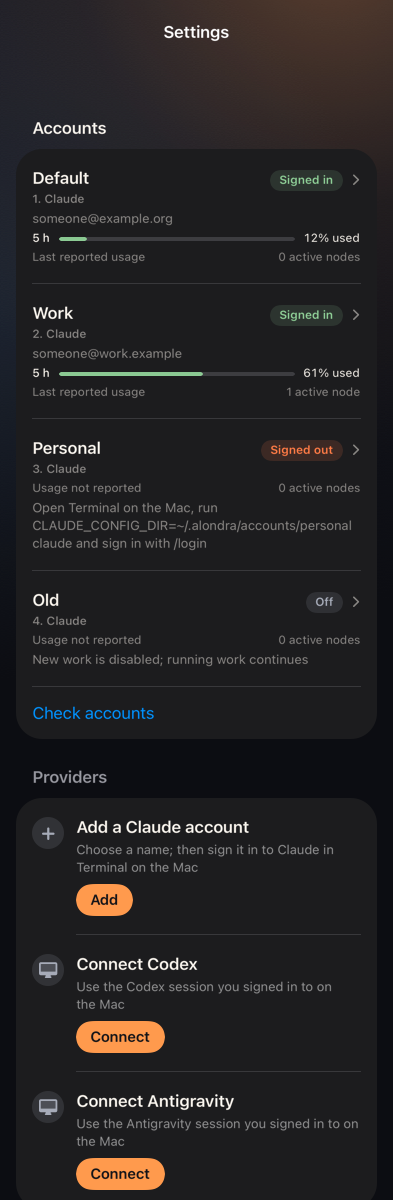 Settings
Accounts
Default
Signed in
1. Claude
someone@example.org
5 h
12% used
Last reported usage
0 active nodes
Work
Signed in
2. Claude
someone@work.example
5 h
61% used
Last reported usage
1 active node
Personal
Signed out
3. Claude
Usage not reported
0 active nodes
Open Terminal on the Mac, run
CLAUDE_CONFIG_DIR=~/.alondra/accounts/personal
claude and sign in with /login
Old
Off
4. Claude
Usage not reported
0 active nodes
New work is disabled; running work continues
Check accounts
Providers
Add a Claude account
Choose a name; then sign it in to Claude in
Terminal on the Mac
Add
Connect Codex
Use the Codex session you signed in to on
the Mac
Connect
Connect Antigravity
Use the Antigravity session you signed in to on
the Mac
Connect